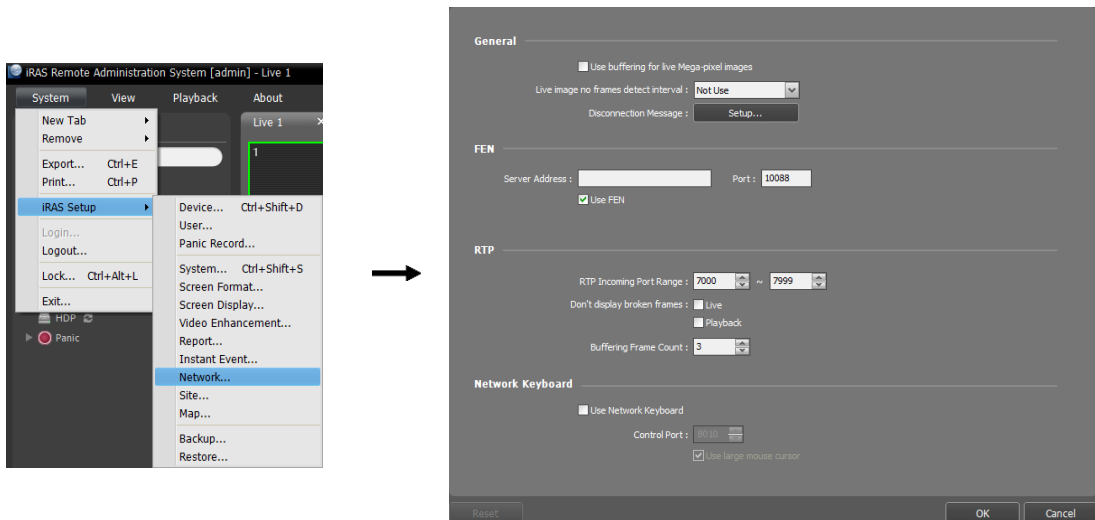 iRAS Remote Administration System [admin] - Live 1
System View Playback About
New Tab
Remove
Export... Ctrl+E
Print... Ctrl+P
iRAS Setup
Login...
Logout...
Lock... Ctrl+Alt+L
Exit...
HDP
Panic
Live 1 ×
1
Device... Ctrl+Shift+D
User...
Panic Record...
System... Ctrl+Shift+S
Screen Format...
Screen Display...
Video Enhancement...
Report...
Instant Event...
Network...
Site...
Map...
Backup...
Restore...
General
Use buffering for live Mega-pixel images
Live image no frames detect interval : Not Use
Disconnection Message : Setup...
FEN
Server Address : Port : 10088
Use FEN
RTP
RTP Incoming Port Range : 7000 ~ 7999
Don't display broken frames : Live
Playback
Buffering Frame Count : 3
Network Keyboard
Use Network Keyboard
Control Port : 8010
Use large mouse cursor
Reset OK Cancel